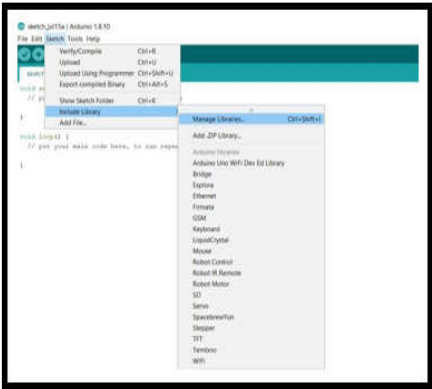 sketch_jul15a | Arduino 1.8.10
File Edit Sketch Tools Help
Verify/Compile Ctrl+R
Upload Ctrl+U
Upload Using Programmer Ctrl+Shift+U
Export compiled Binary Ctrl+Alt+S
Show Sketch Folder Ctrl+K
Include Library
Add File...
sketch
void s
// p
}
void loop() {
// put your main code here, to run repea
}
Manage Libraries... Ctrl+Shift+I
Add .ZIP Library...
Arduino libraries
Arduino Uno WiFi Dev Ed Library
Bridge
Esplora
Ethernet
Firmata
GSM
Keyboard
LiquidCrystal
Mouse
Robot Control
Robot IR Remote
Robot Motor
SD
Servo
SpacebrewYun
Stepper
TFT
Temboo
WiFi